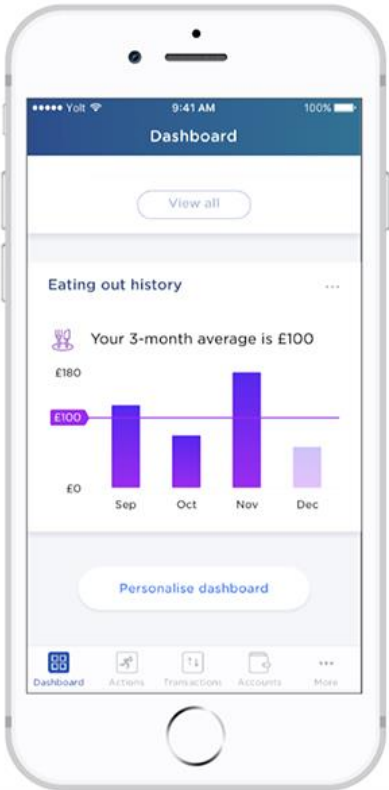 Yolt 9:41 AM 100%
Dashboard
View all
Eating out history
Your 3-month average is £100
£180
£100
£0
Sep Oct Nov Dec
Personalise dashboard
Dashboard Actions Transactions Accounts More